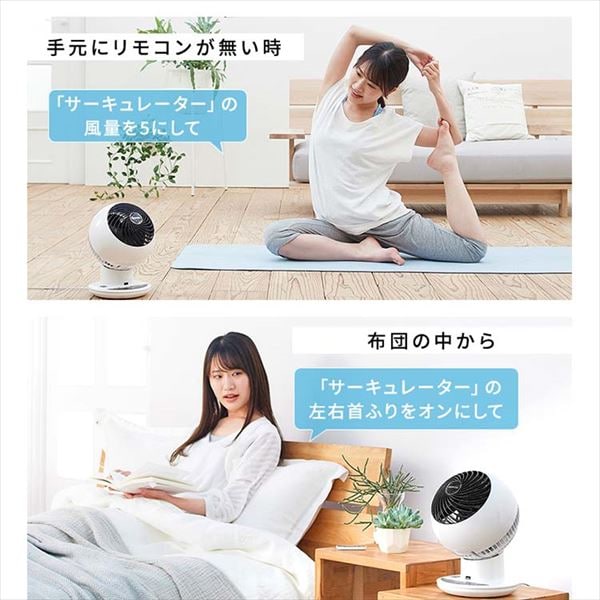 手元にリモコンが無い時
「サーキュレーター」の
風量を5にして
布団の中から
「サーキュレーター」の
左右首ふりをオンにして